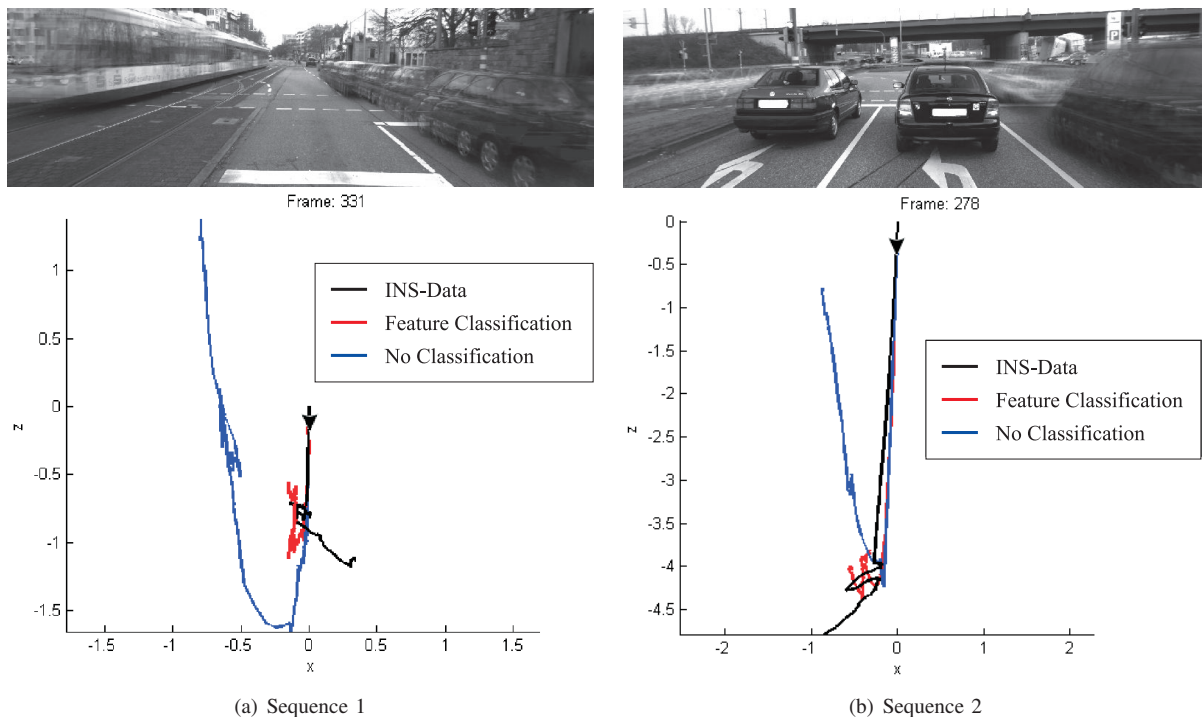 Frame: 331
1
0.5
0
-0.5
-1
-1.5
z
-1.5
-1
-0.5
0
0.5
1
1.5
x
INS-Data
Feature Classification
No Classification
(a) Sequence 1
P
Frame: 278
0
-0.5
-1
-1.5
-2
-2.5
-3
-3.5
-4
-4.5
z
-2
-1
0
1
2
x
INS-Data
Feature Classification
No Classification
(b) Sequence 2